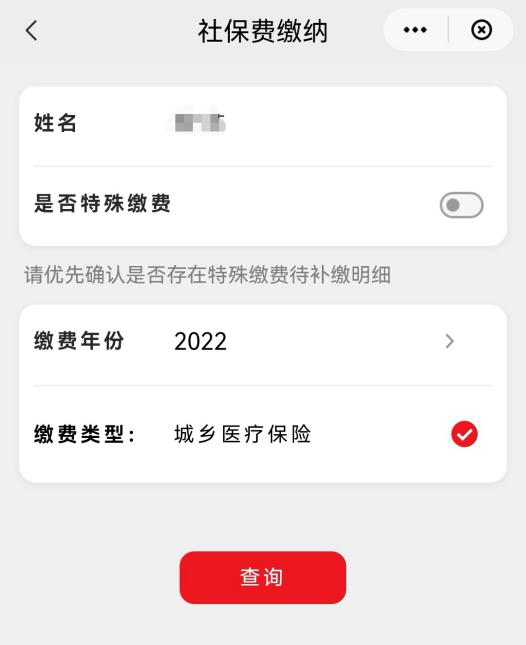 社保费缴纳
姓名
是否特殊缴费
请优先确认是否存在特殊缴费待补缴明细
缴费年份 2022
缴费类型: 城乡医疗保险
查询